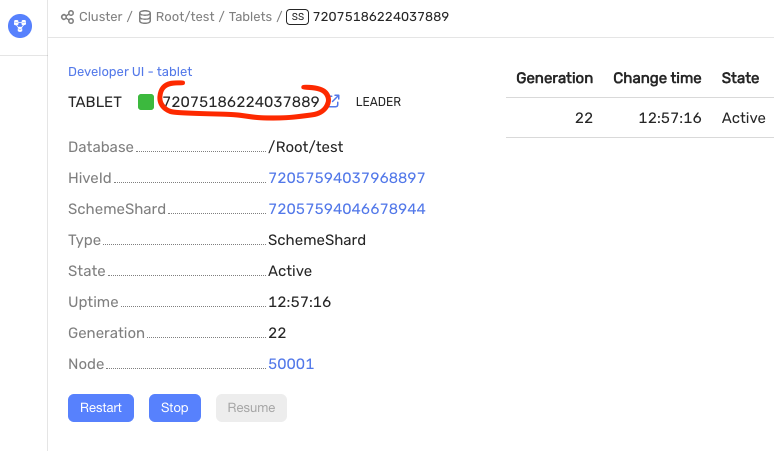 Cluster / Root/test / Tablets / SS 72075186224037889
Developer UI - tablet
TABLET 72075186224037889 LEADER
Database /Root/test
HiveId 72057594037968897
SchemeShard 72057594046678944
Type SchemeShard
State Active
Uptime 12:57:16
Generation 22
Node 50001
Restart Stop Resume
Generation Change time State
22 12:57:16 Active